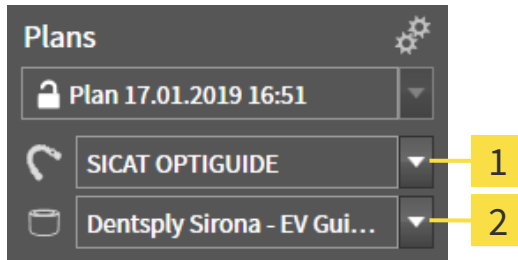 Plans
Plan 17.01.2019 16:51
SICAT OPTIGUIDE
1
Dentsply Sirona - EV Gui...
2